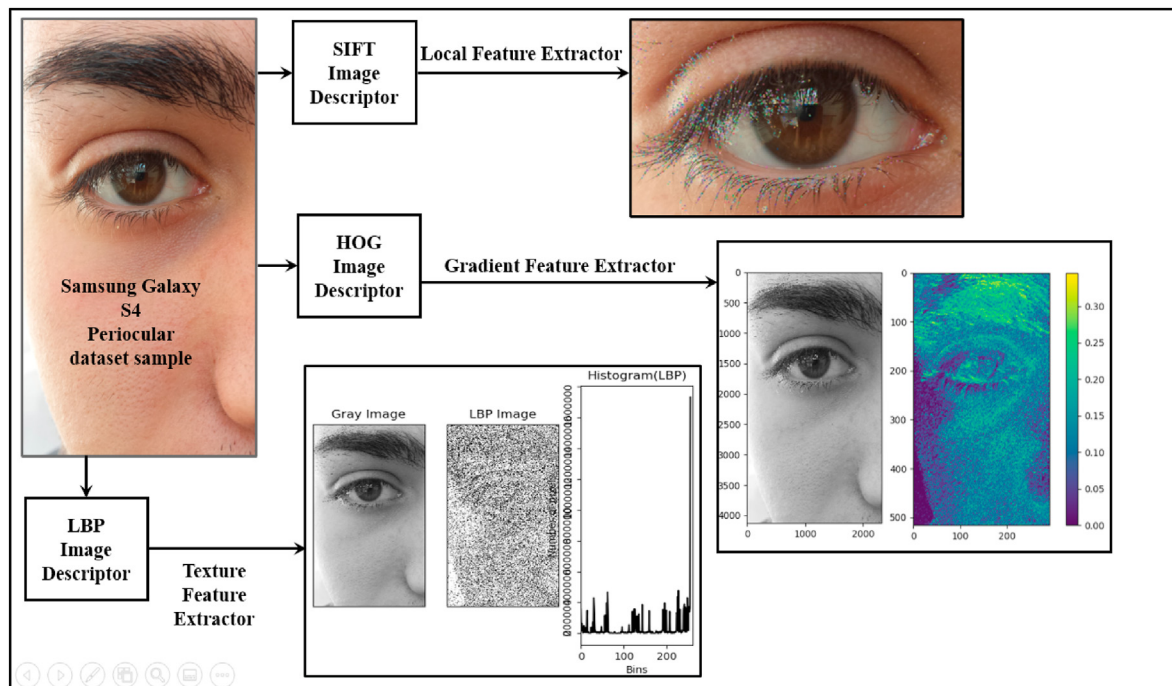 SIFT
Image
Descriptor
Local Feature Extractor
HOG
Image
Descriptor
Gradient Feature Extractor
Samsung Galaxy
S4
Periocular
dataset sample
0
500
1000
1500
2000
2500
3000
3500
4000
0
1000
2000
0
100
200
300
400
500
0
100
200
0.30
0.25
0.20
0.15
0.10
0.05
0.00
LBP
Image
Descriptor
Texture
Feature
Extractor
Gray Image
LBP Image
Histogram(LBP)
0
100
200
Bins